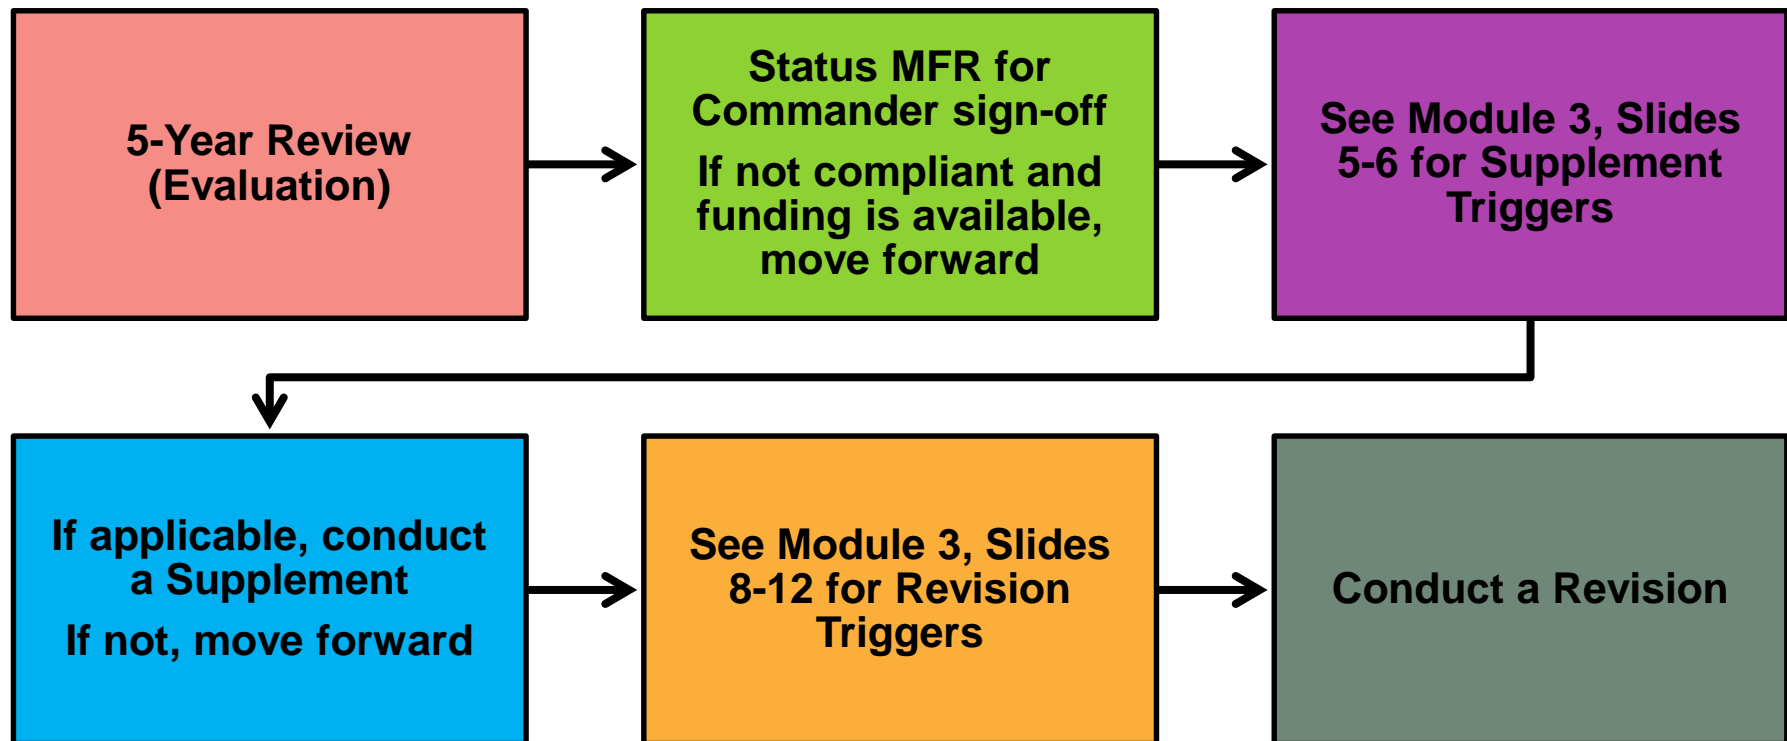 5-Year Review
(Evaluation)
Status MFR for
Commander sign-off
If not compliant and
funding is available,
move forward
See Module 3, Slides
5-6 for Supplement
Triggers
If applicable, conduct
a Supplement
If not, move forward
See Module 3, Slides
8-12 for Revision
Triggers
Conduct a Revision